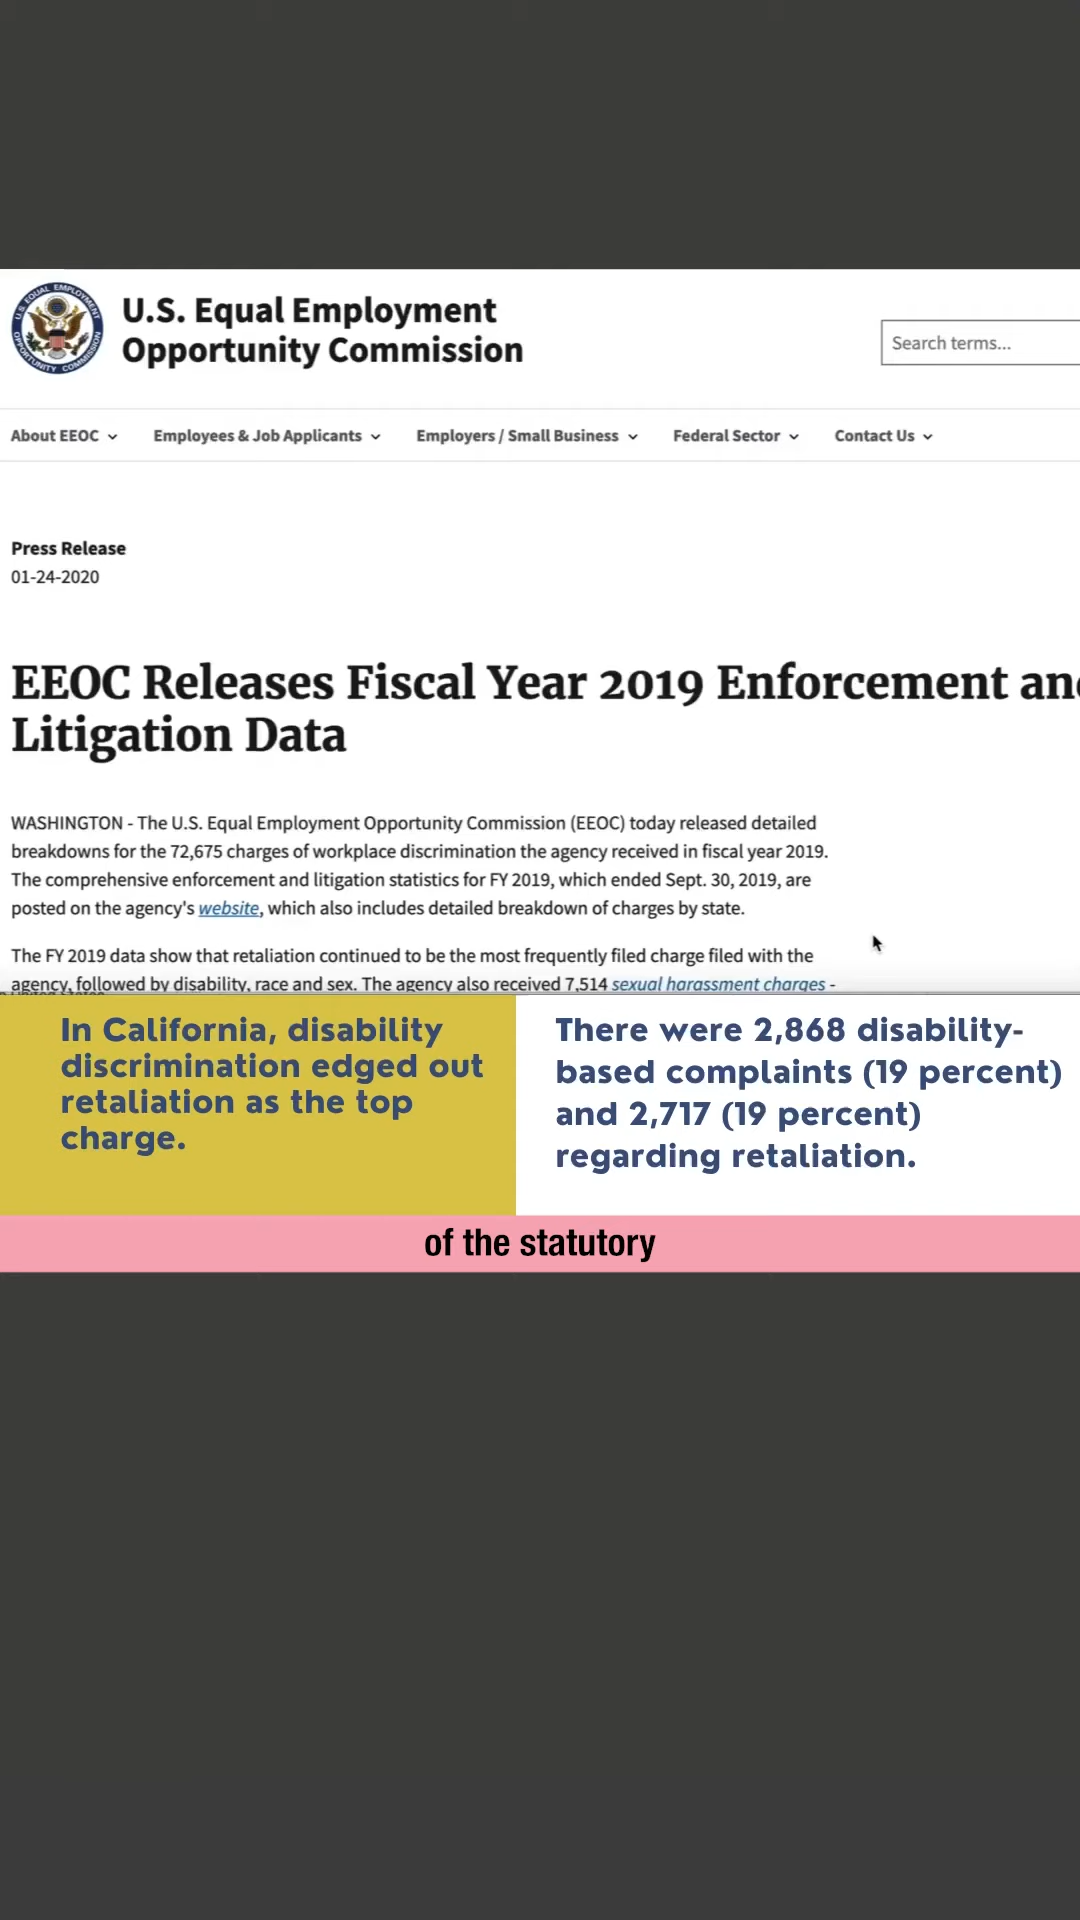 U.S. EQUAL EMPLOYMENT OPPORTUNITY COMMISSION
U.S. Equal Employment
Opportunity Commission
Search terms...
About EEOC
Employees & Job Applicants
Employers / Small Business
Federal Sector
Contact Us
Press Release
01-24-2020
EEOC Releases Fiscal Year 2019 Enforcement and
Litigation Data
WASHINGTON - The U.S. Equal Employment Opportunity Commission (EEOC) today released detailed
breakdowns for the 72,675 charges of workplace discrimination the agency received in fiscal year 2019.
The comprehensive enforcement and litigation statistics for FY 2019, which ended Sept. 30, 2019, are
posted on the agency's website, which also includes detailed breakdown of charges by state.
The FY 2019 data show that retaliation continued to be the most frequently filed charge filed with the
agency, followed by disability, race and sex. The agency also received 7,514 sexual harassment charges -
In California, disability
discrimination edged out
retaliation as the top
charge.
There were 2,868 disability-
based complaints (19 percent)
and 2,717 (19 percent)
regarding retaliation.
of the statutory